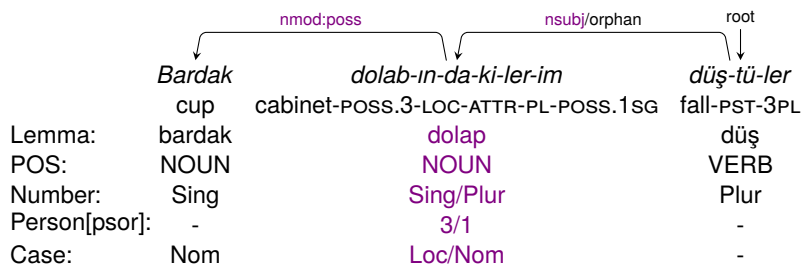 nmod:poss nsubj/orphan root
Bardak dolab-ın-da-ki-ler-im düş-tü-ler
cup cabinet-POSS.3-LOC-ATTR-PL-POSS.1SG fall-PST-3PL
Lemma: bardak dolap düş
POS: NOUN NOUN VERB
Number: Sing Sing/Plur Plur
Person[psor]: - 3/1 -
Case: Nom Loc/Nom -